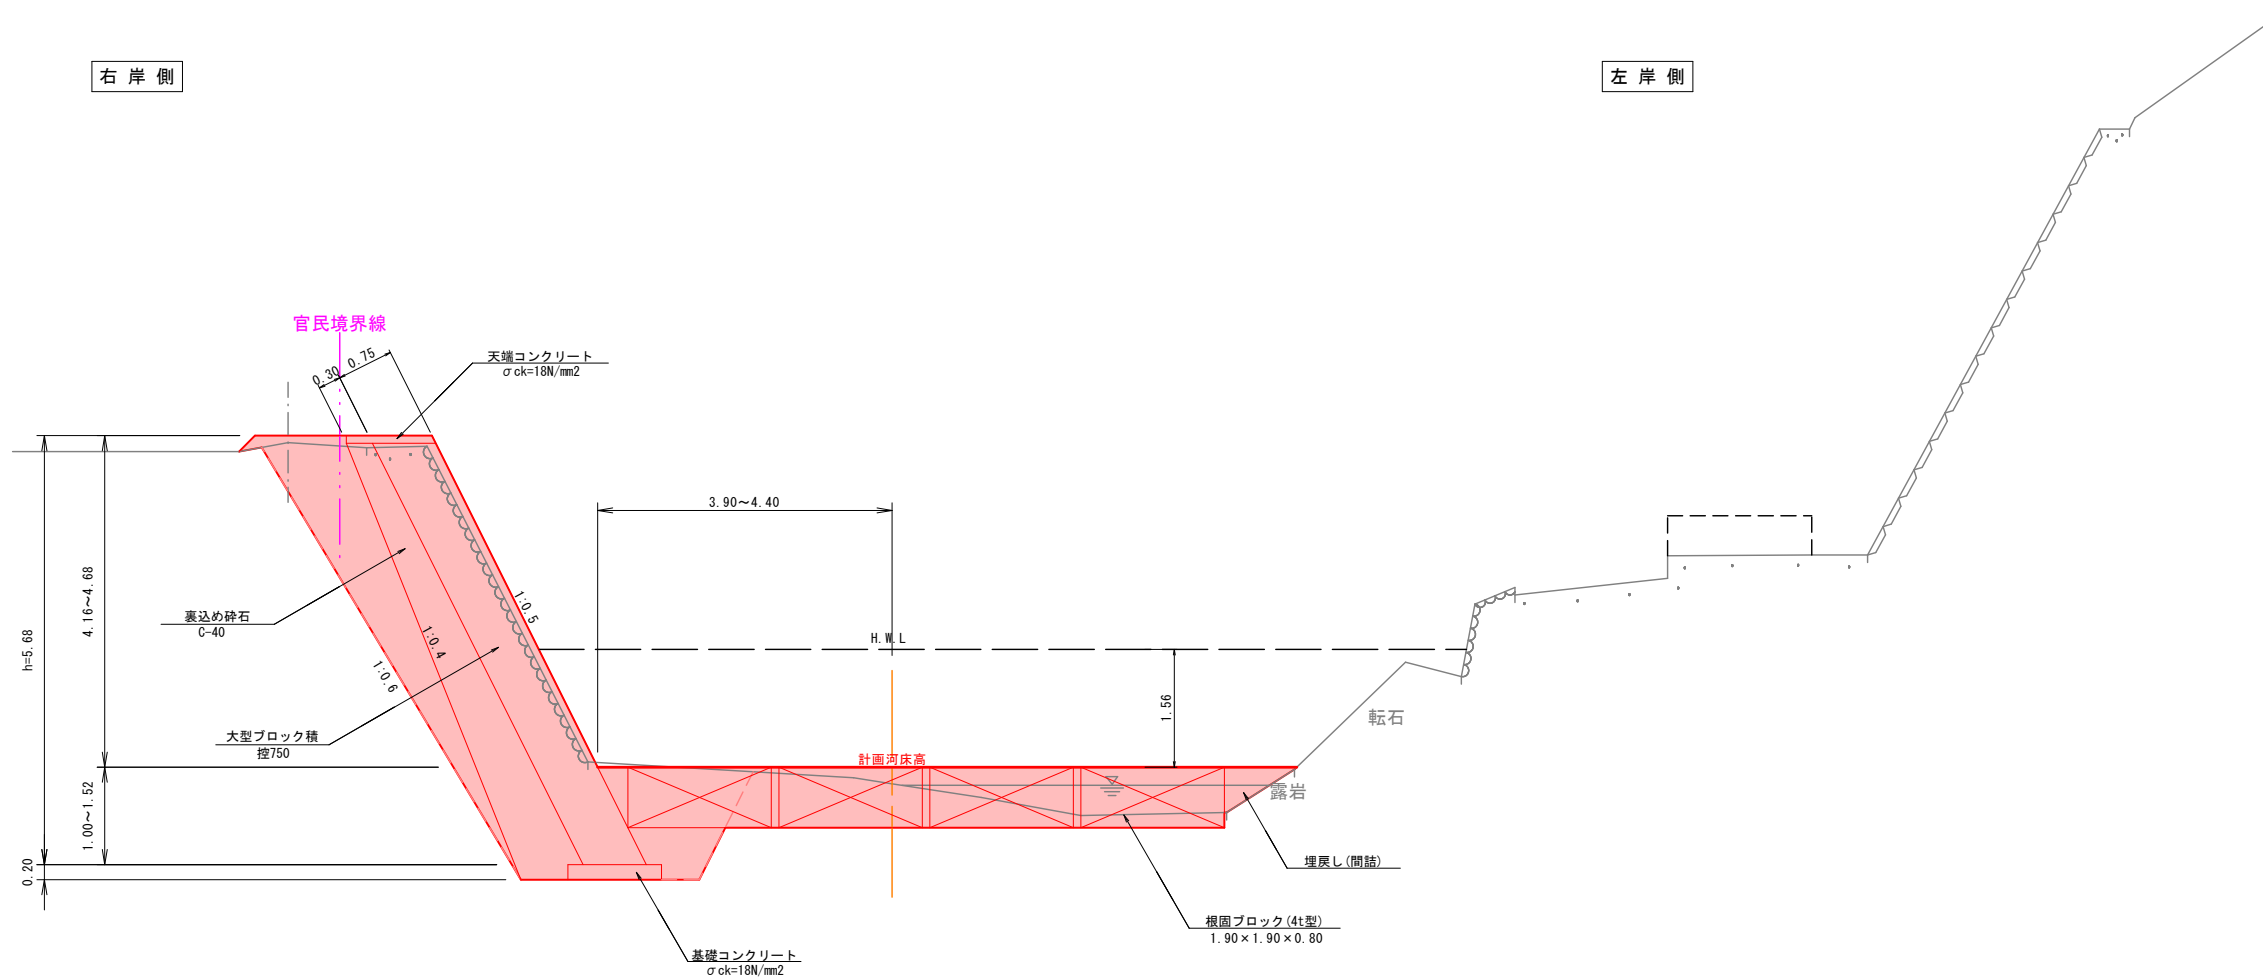 右岸側
左岸側
官民境界線
0.30
0.75
天端コンクリート
σck=18N/mm2
3.90〜4.40
h=5.68
4.16〜4.68
裏込め砕石
C-40
1:0.5
1:0.4
1:0.6
H.W.L
1.56
転石
大型ブロック積
控750
計画河床高
露岩
1.00〜1.52
0.20
埋戻し(間詰)
根固ブロック(4t型)
1.90×1.90×0.80
基礎コンクリート
σck=18N/mm2